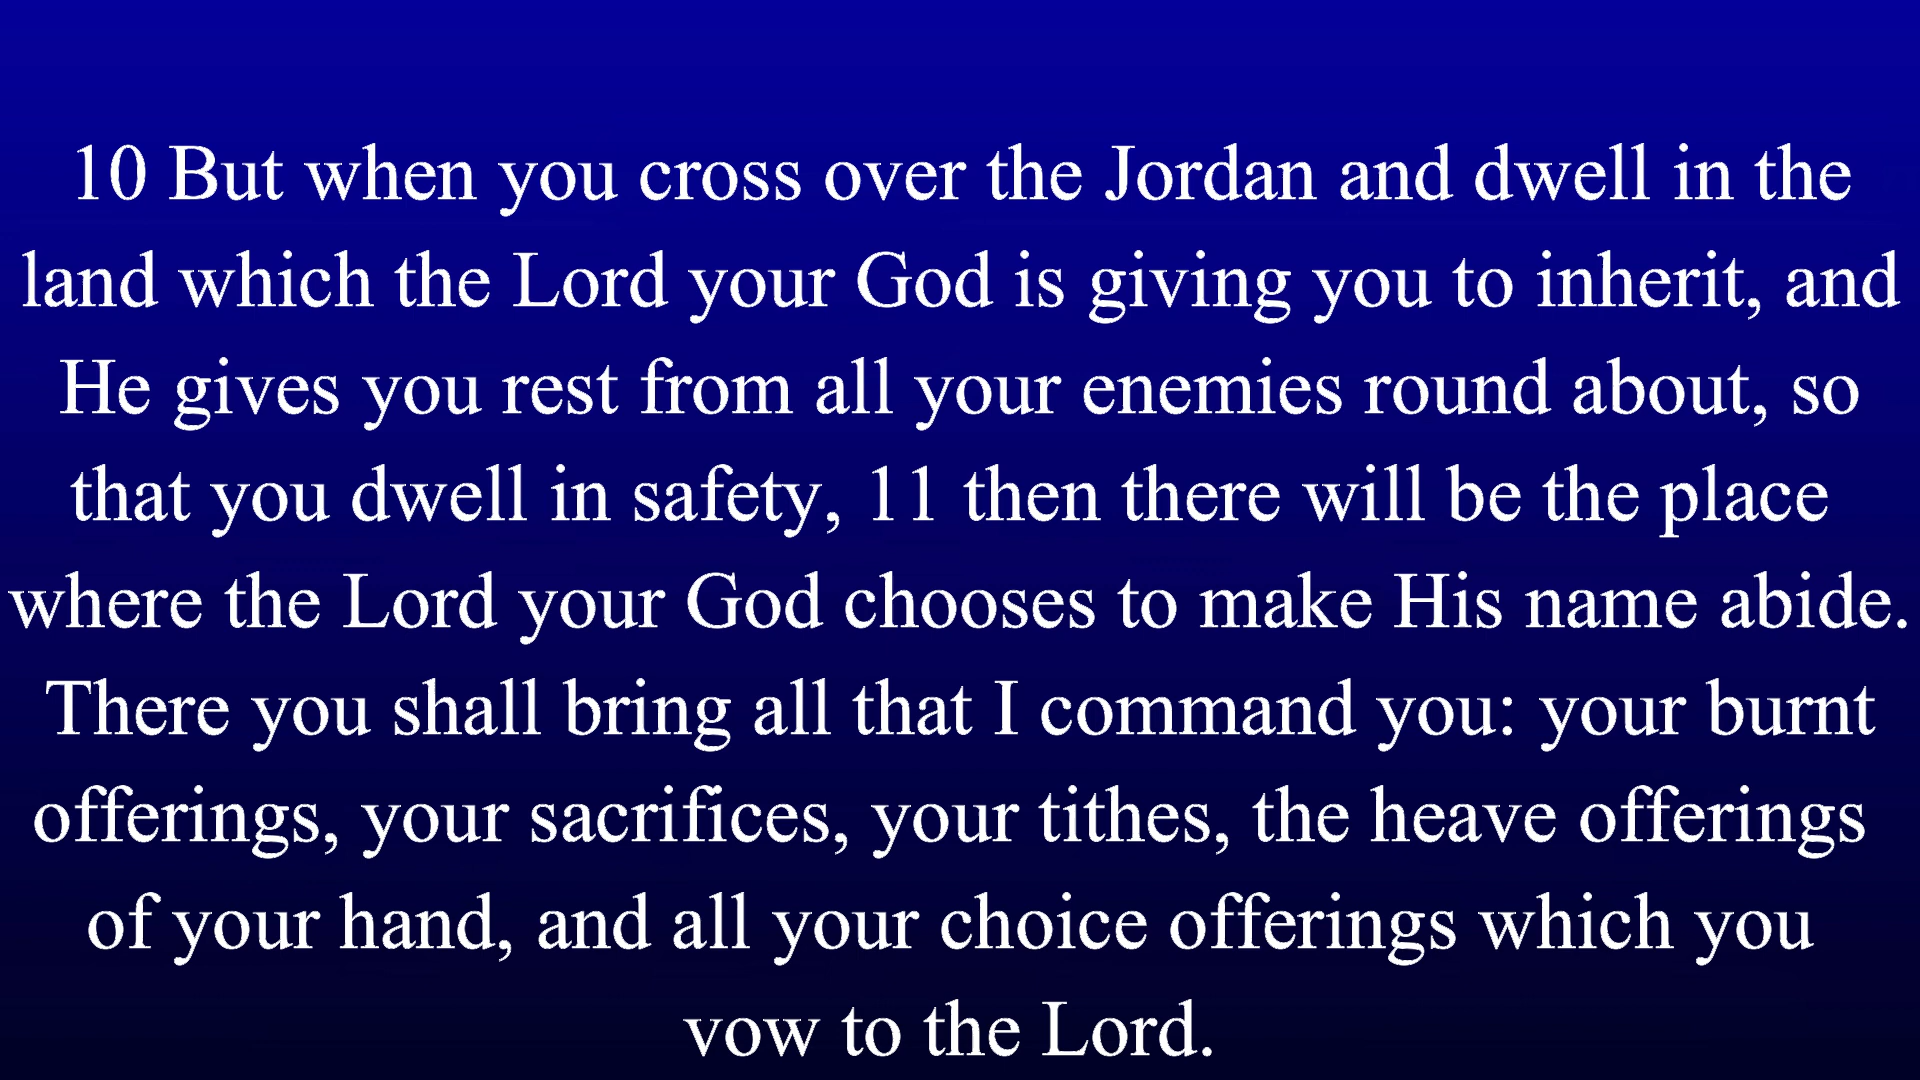 10 But when you cross over the Jordan and dwell in the
land which the Lord your God is giving you to inherit, and
He gives you rest from all your enemies round about, so
that you dwell in safety, 11 then there will be the place
where the Lord your God chooses to make His name abide.
There you shall bring all that I command you: your burnt
offerings, your sacrifices, your tithes, the heave offerings
of your hand, and all your choice offerings which you
vow to the Lord.